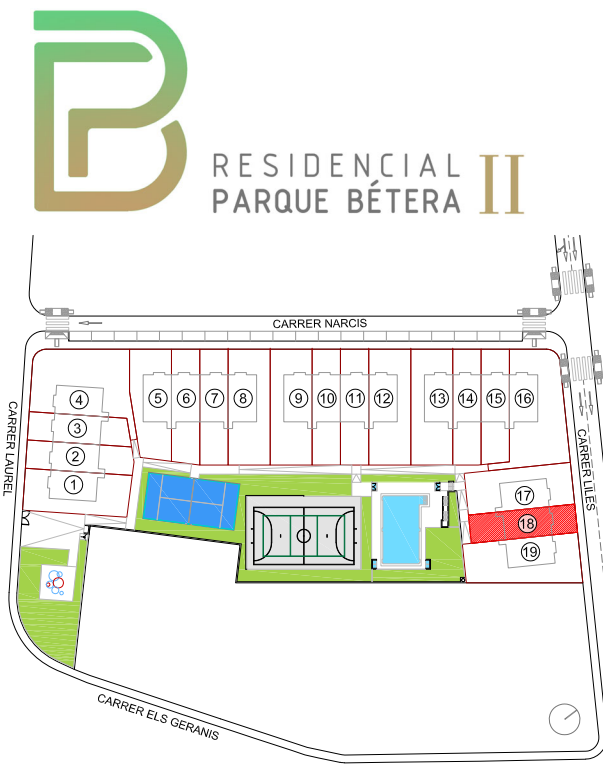 RESIDENCIAL
PARQUE BÉTERA II
CARRER NARCIS
CARRER LAUREL
CARRER LILES
4
3
2
1
5 6 7 8 9 10 11 12 13 14 15 16
17
18
19
CARRER ELS GERANIS